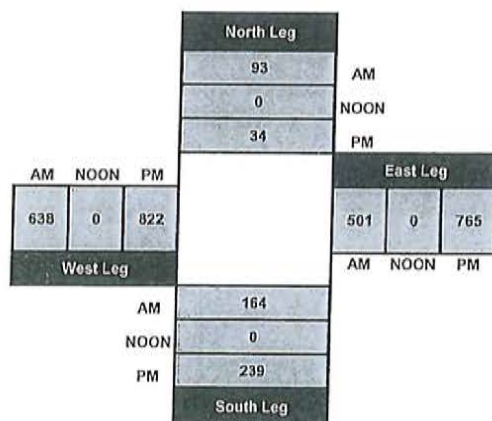 North Leg
93 AM
0 NOON
34 PM
AM NOON PM
East Leg
638 0 822
501 0 765
West Leg
AM NOON PM
AM 164
NOON 0
PM 239
South Leg